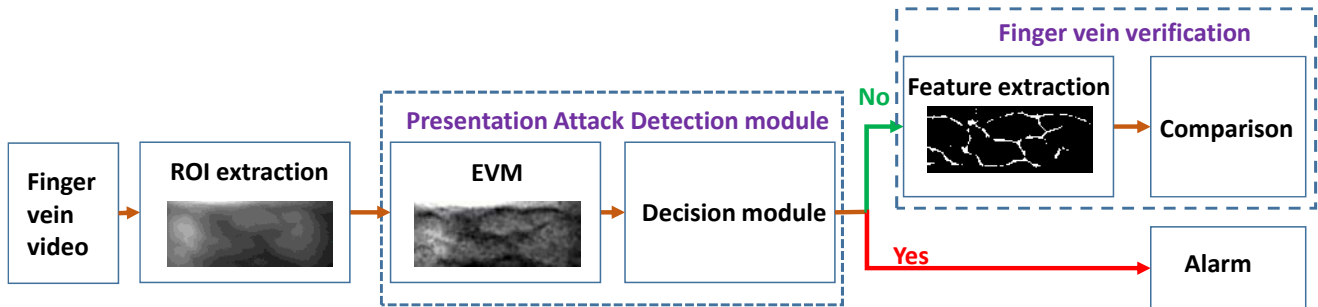 Finger
vein
video
ROI extraction
Presentation Attack Detection module
EVM
Decision module
No
Yes
Finger vein verification
Feature extraction
Comparison
Alarm